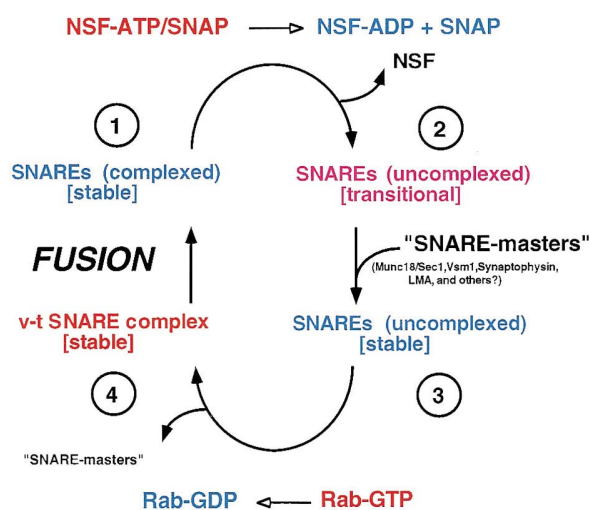 NSF-ATP/SNAP
NSF-ADP + SNAP
NSF
1
2
SNAREs (complexed)
[stable]
SNAREs (uncomplexed)
[transitional]
"SNARE-masters"
(Munc18/Sec1,Vsm1,Synaptophysin,
LMA, and others?)
FUSION
v-t SNARE complex
[stable]
SNAREs (uncomplexed)
[stable]
4
3
"SNARE-masters"
Rab-GDP
Rab-GTP